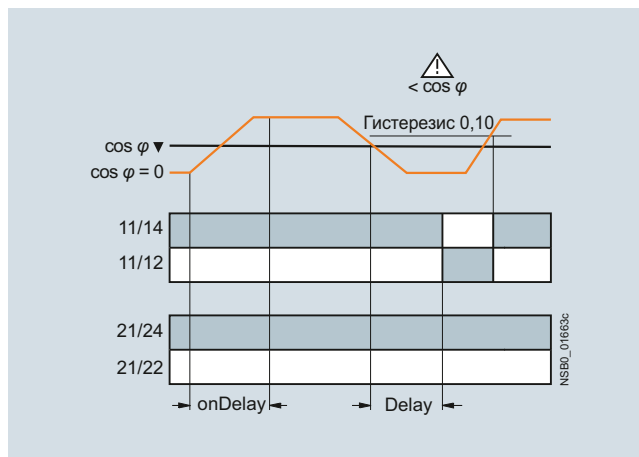 < cos φ
Гистерезис 0,10
cos φ ▼
cos φ = 0
11/14
11/12
21/24
21/22
onDelay
Delay
NSB0_01663c